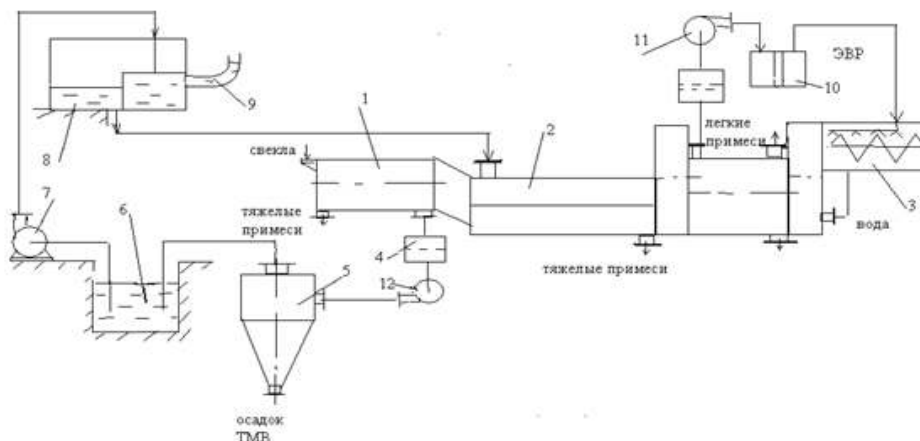 11
ЭВР
10
9
8
1
2
свекла
легкие
примеси
3
7
6
тяжелые
примеси
4
вода
5
12
тяжелые примеси
осадок
ТМВ